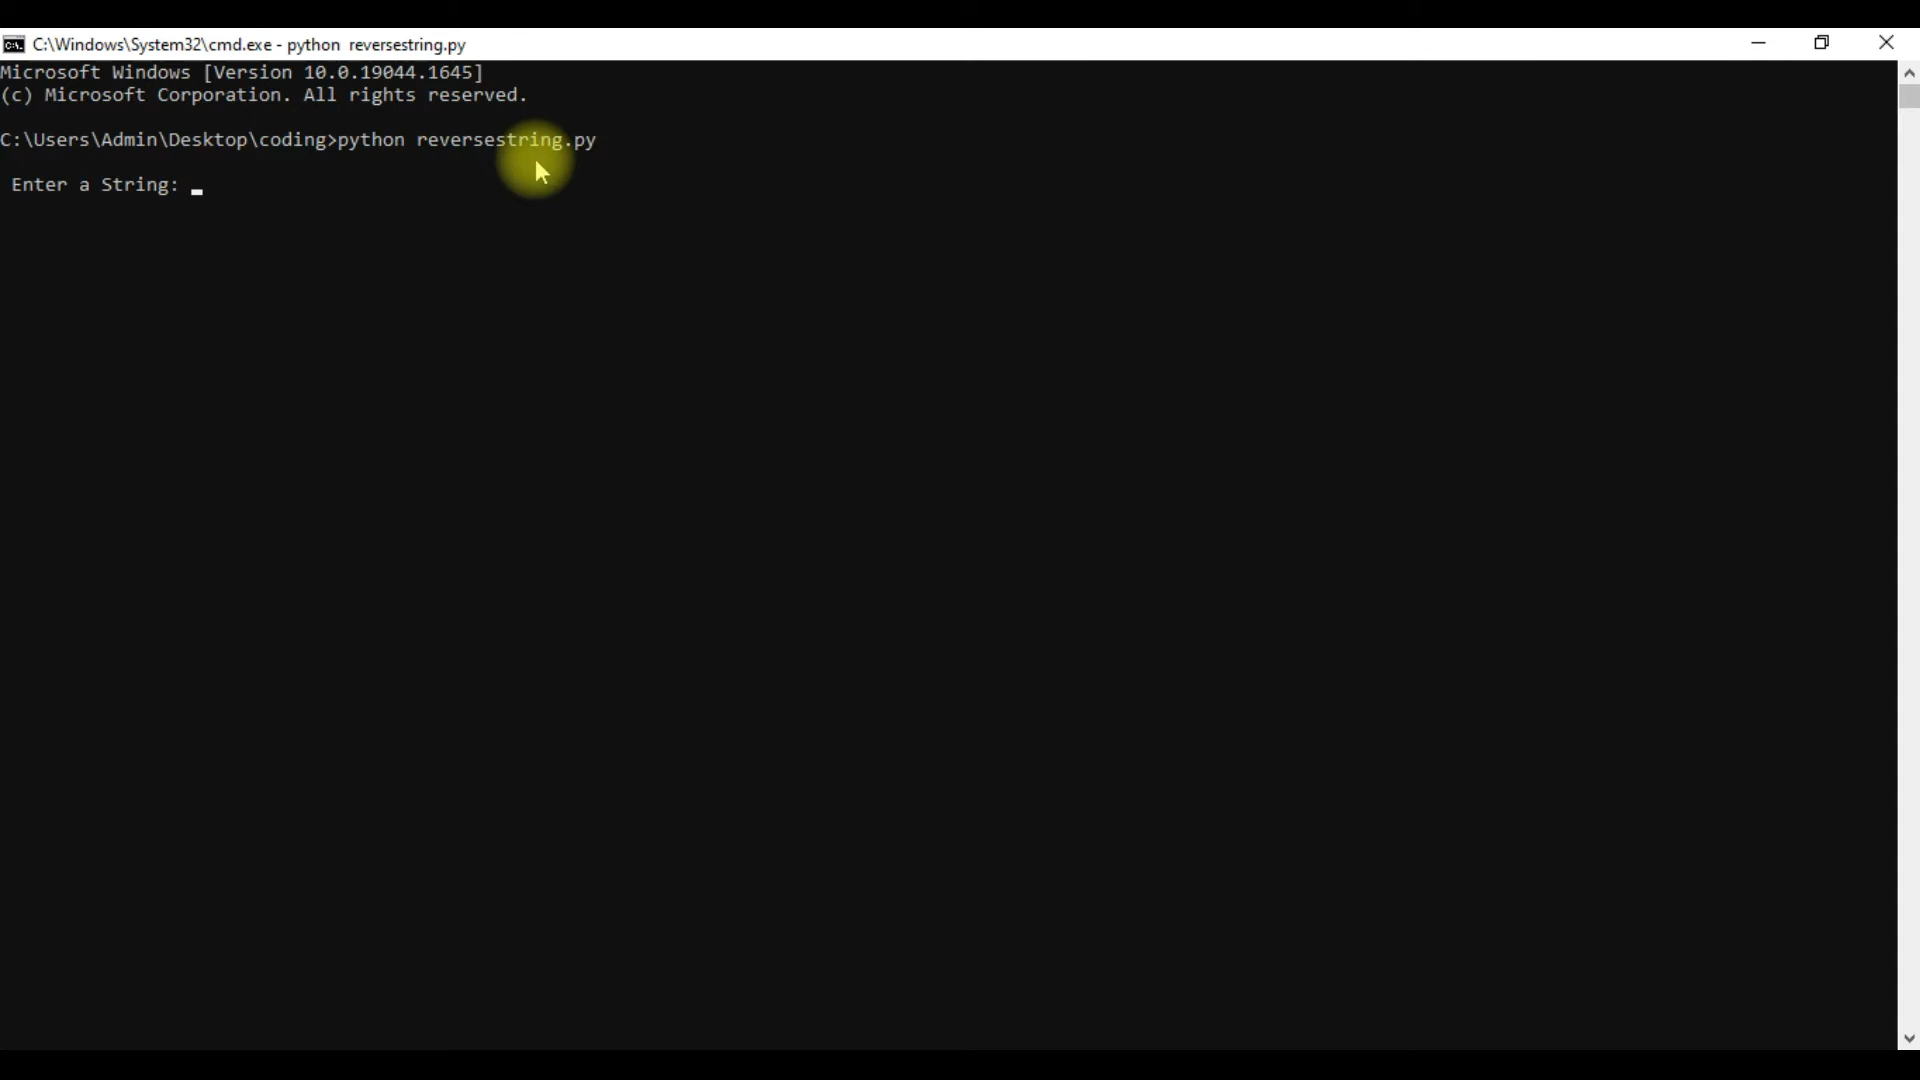 C:\Windows\System32\cmd.exe - python  reversestring.py
Microsoft Windows [Version 10.0.19044.1645]
(c) Microsoft Corporation. All rights reserved.
C:\Users\Admin\Desktop\coding>python reversestring.py
Enter a String: